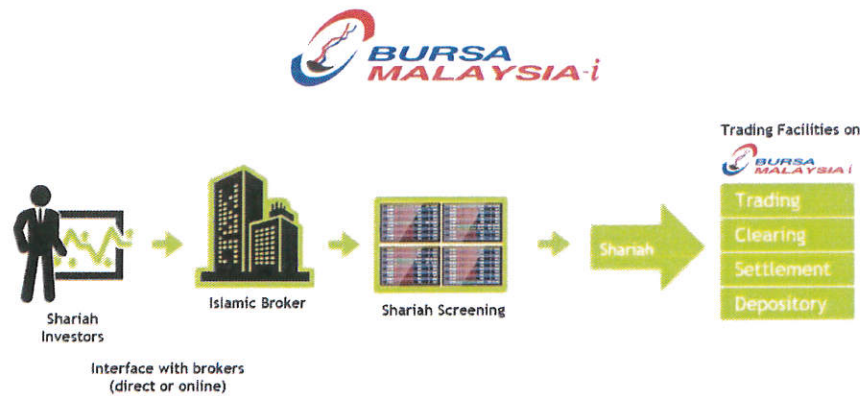 BURSA
MALAYSIA-i
Trading Facilities on
BURSA
MALAYSIA i
Trading
Clearing
Settlement
Depository
Shariah
Islamic Broker
Shariah Screening
Shariah
Investors
Interface with brokers
(direct or online)